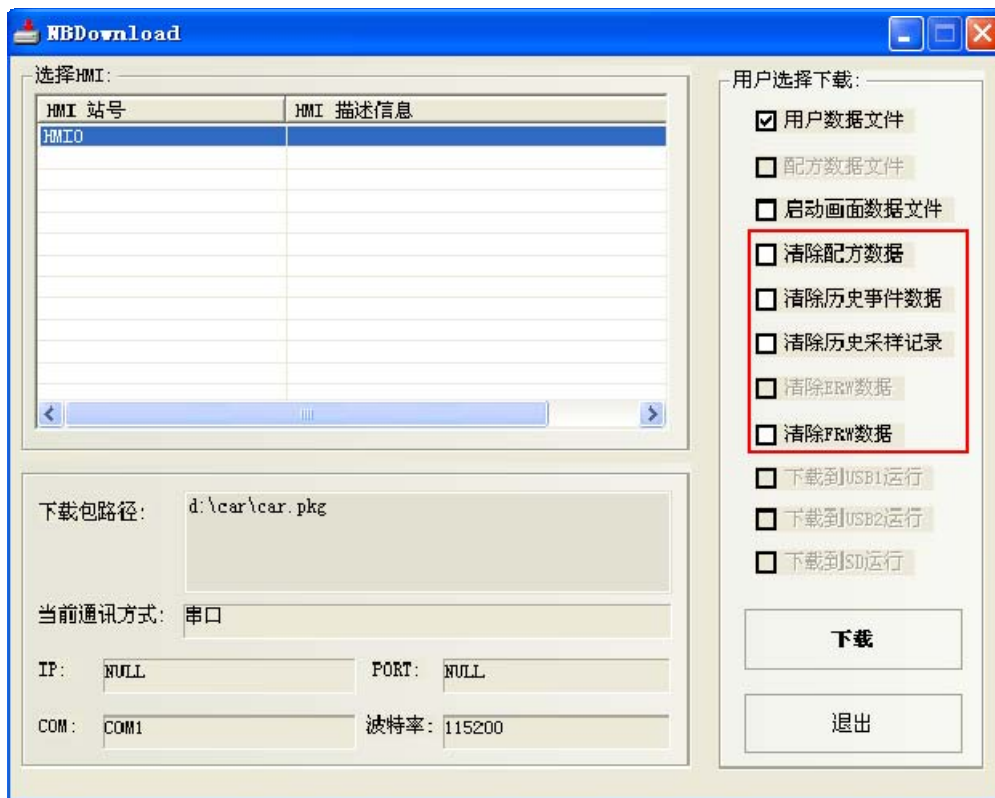 NBDownload
选择HMI:
HMI 站号 HMI 描述信息
HMI0
下载包路径: d:\car\car.pkg
当前通讯方式: 串口
IP: NULL PORT: NULL
COM: COM1 波特率: 115200
用户选择下载:
用户数据文件
配方数据文件
启动画面数据文件
清除配方数据
清除历史事件数据
清除历史采样记录
清除ERW数据
清除FRW数据
下载到USB1运行
下载到USB2运行
下载到SD运行
下载
退出